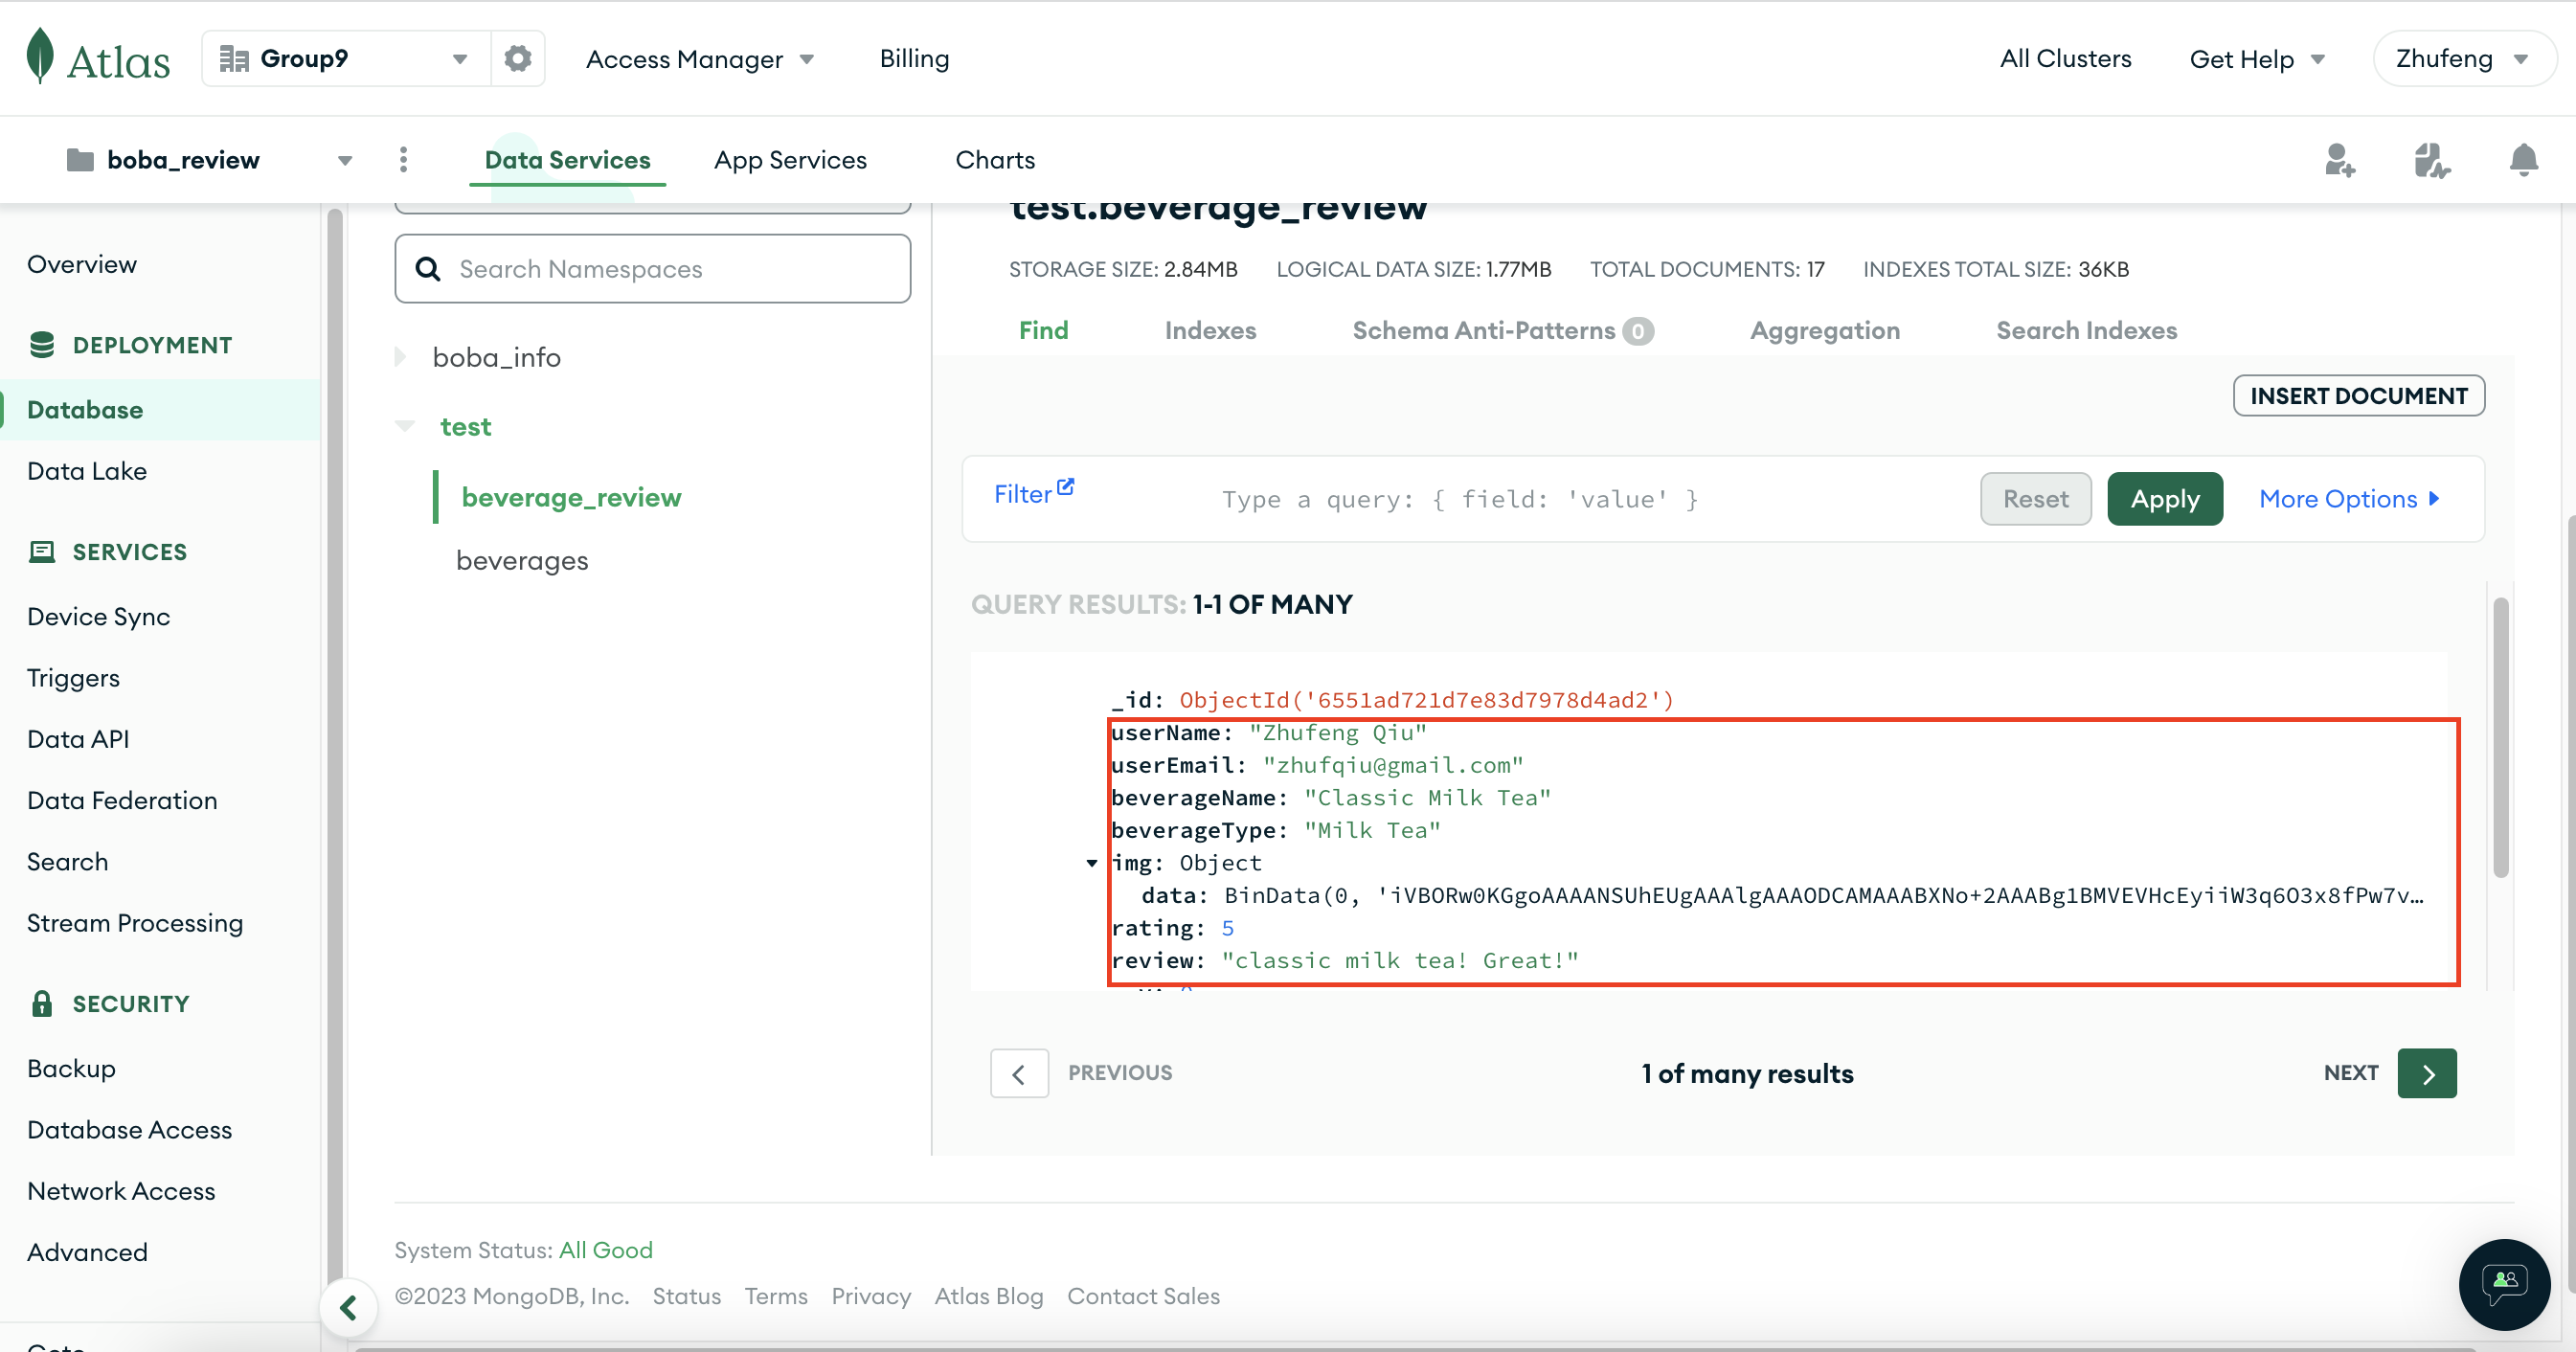 Atlas
Group9
Access Manager
Billing
All Clusters
Get Help
Zhufeng
boba_review
Data Services
App Services
Charts
Overview
DEPLOYMENT
Database
Data Lake
SERVICES
Device Sync
Triggers
Data API
Data Federation
Search
Stream Processing
SECURITY
Backup
Database Access
Network Access
Advanced
Goto
Search Namespaces
boba_info
test
beverage_review
beverages
test.beverage_review
STORAGE SIZE: 2.84MB LOGICAL DATA SIZE: 1.77MB TOTAL DOCUMENTS: 17 INDEXES TOTAL SIZE: 36KB
Find Indexes Schema Anti-Patterns 0 Aggregation Search Indexes
INSERT DOCUMENT
Filter Type a query: { field: 'value' } Reset Apply More Options
QUERY RESULTS: 1-1 OF MANY
_id: ObjectId('6551ad721d7e83d7978d4ad2')
userName: "Zhufeng Qiu"
userEmail: "zhufqiu@gmail.com"
beverageName: "Classic Milk Tea"
beverageType: "Milk Tea"
img: Object
data: BinData(0, 'iVBORw0KGgoAAAANSUhEUgAAAlgAAAODCAMAAABXNo+2AAABg1BMVEVHcEyiiW3q6O3x8fPw7v…
rating: 5
review: "classic milk tea! Great!"
PREVIOUS 1 of many results NEXT
System Status: All Good
©2023 MongoDB, Inc. Status Terms Privacy Atlas Blog Contact Sales